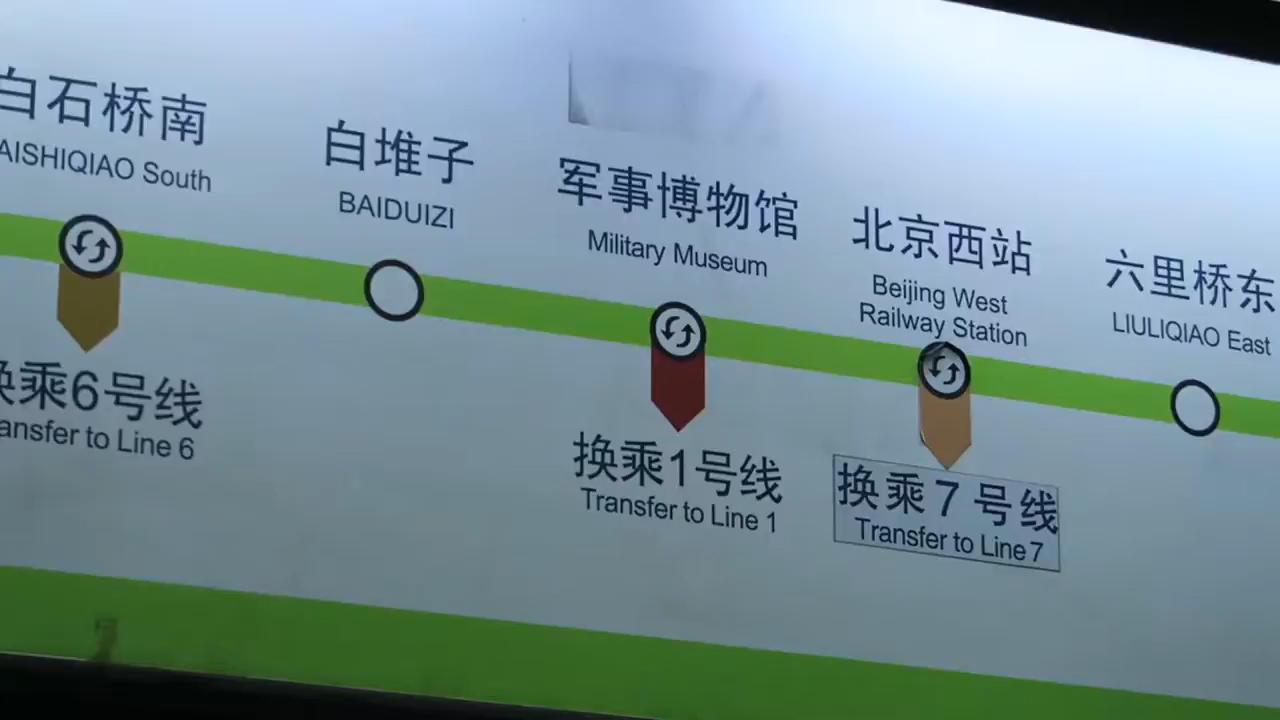 白石桥南
AISHIQIAO South
白堆子
BAIDUIZI
军事博物馆
Military Museum
北京西站
Beijing West
Railway Station
六里桥东
LIULIQIAO East
换乘6号线
ansfer to Line 6
换乘1号线
Transfer to Line 1
换乘7号线
Transfer to Line 7